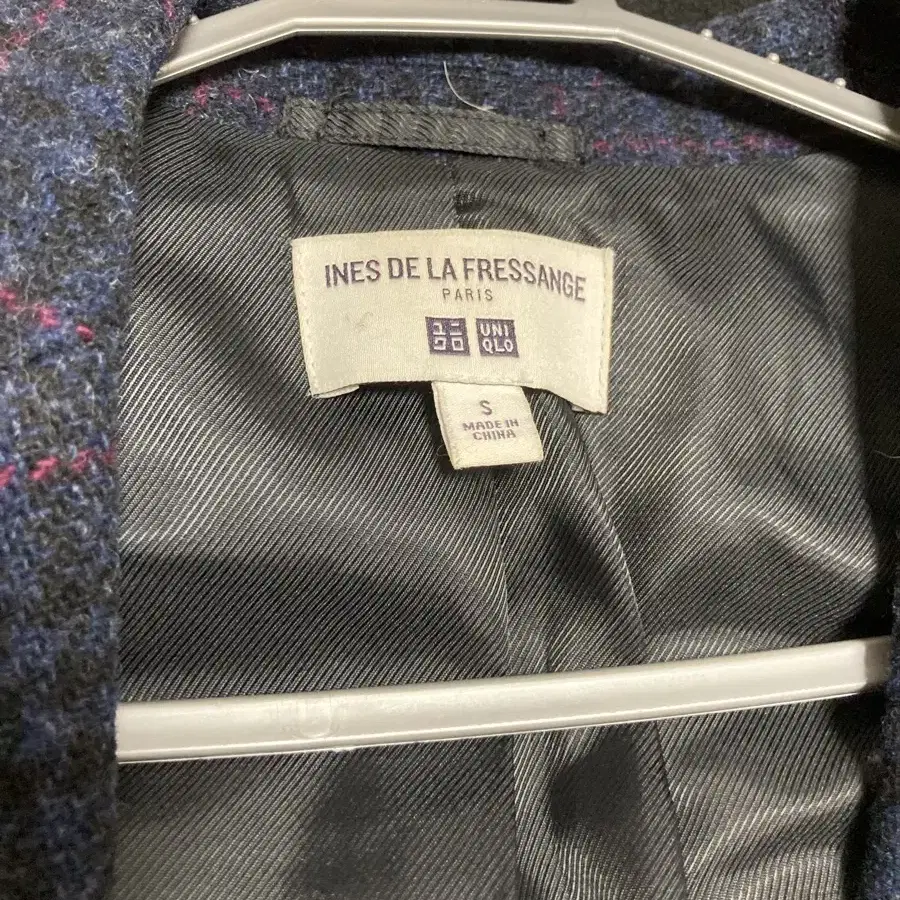 INES DE LA FRESSANGE
PARIS
ユニ UNI
クロ QLO
S
MADE IN
CHINA